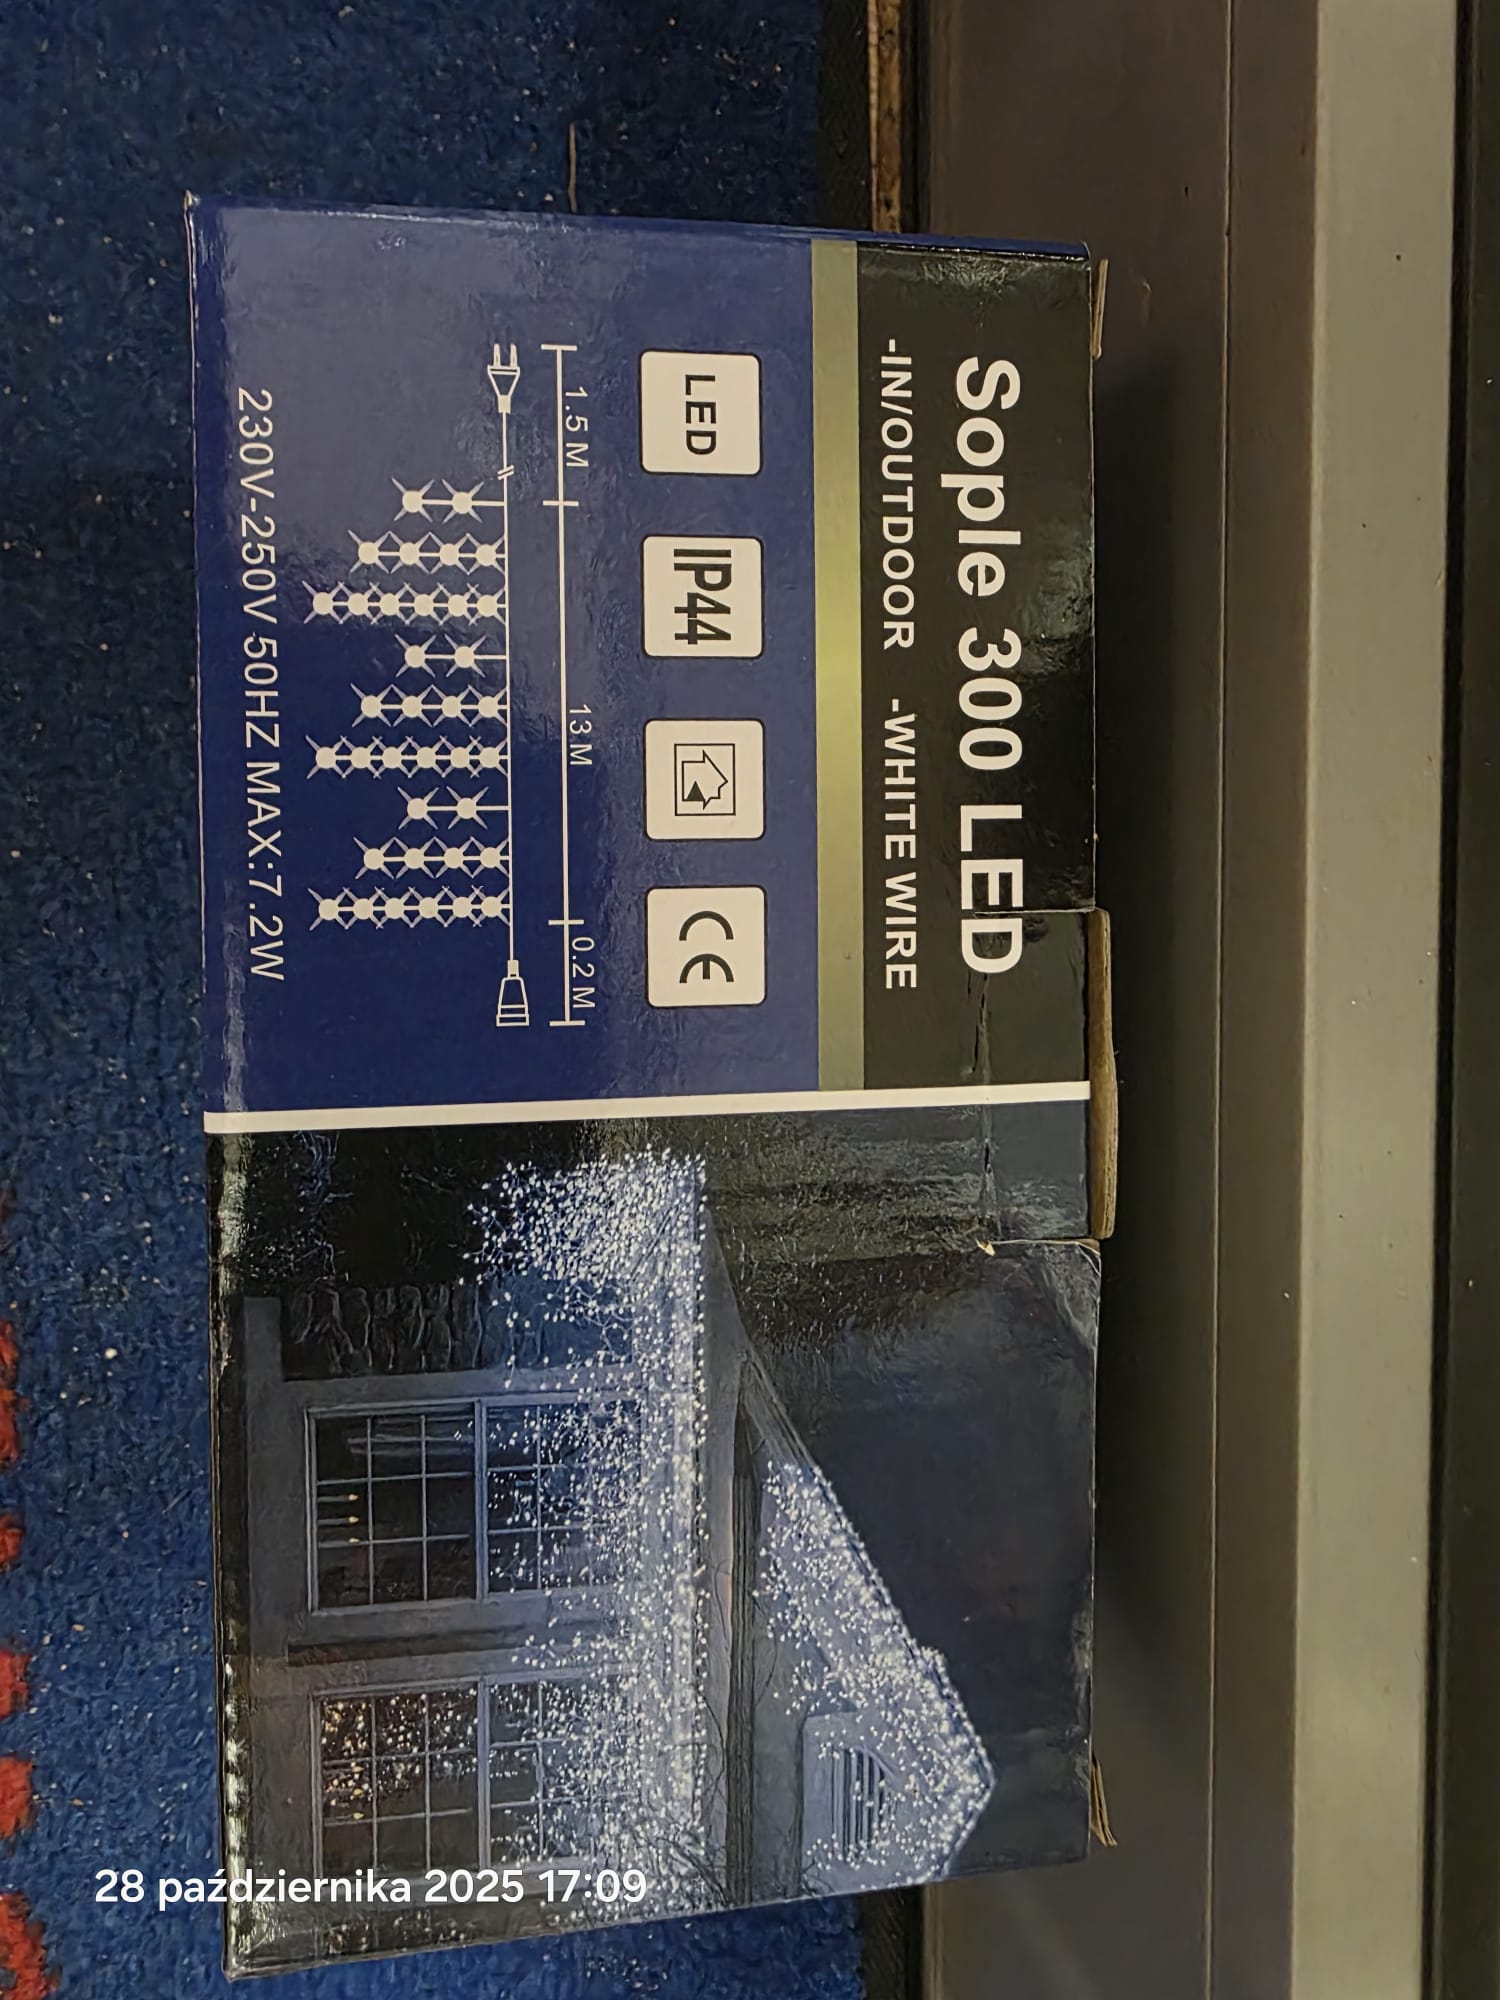 Sople 300 LED
-IN/OUTDOOR -WHITE WIRE
LED
IP44
CE
1.5 M
13 M
0.2 M
230V-250V 50HZ MAX:7.2W
28 października 2025 17:09